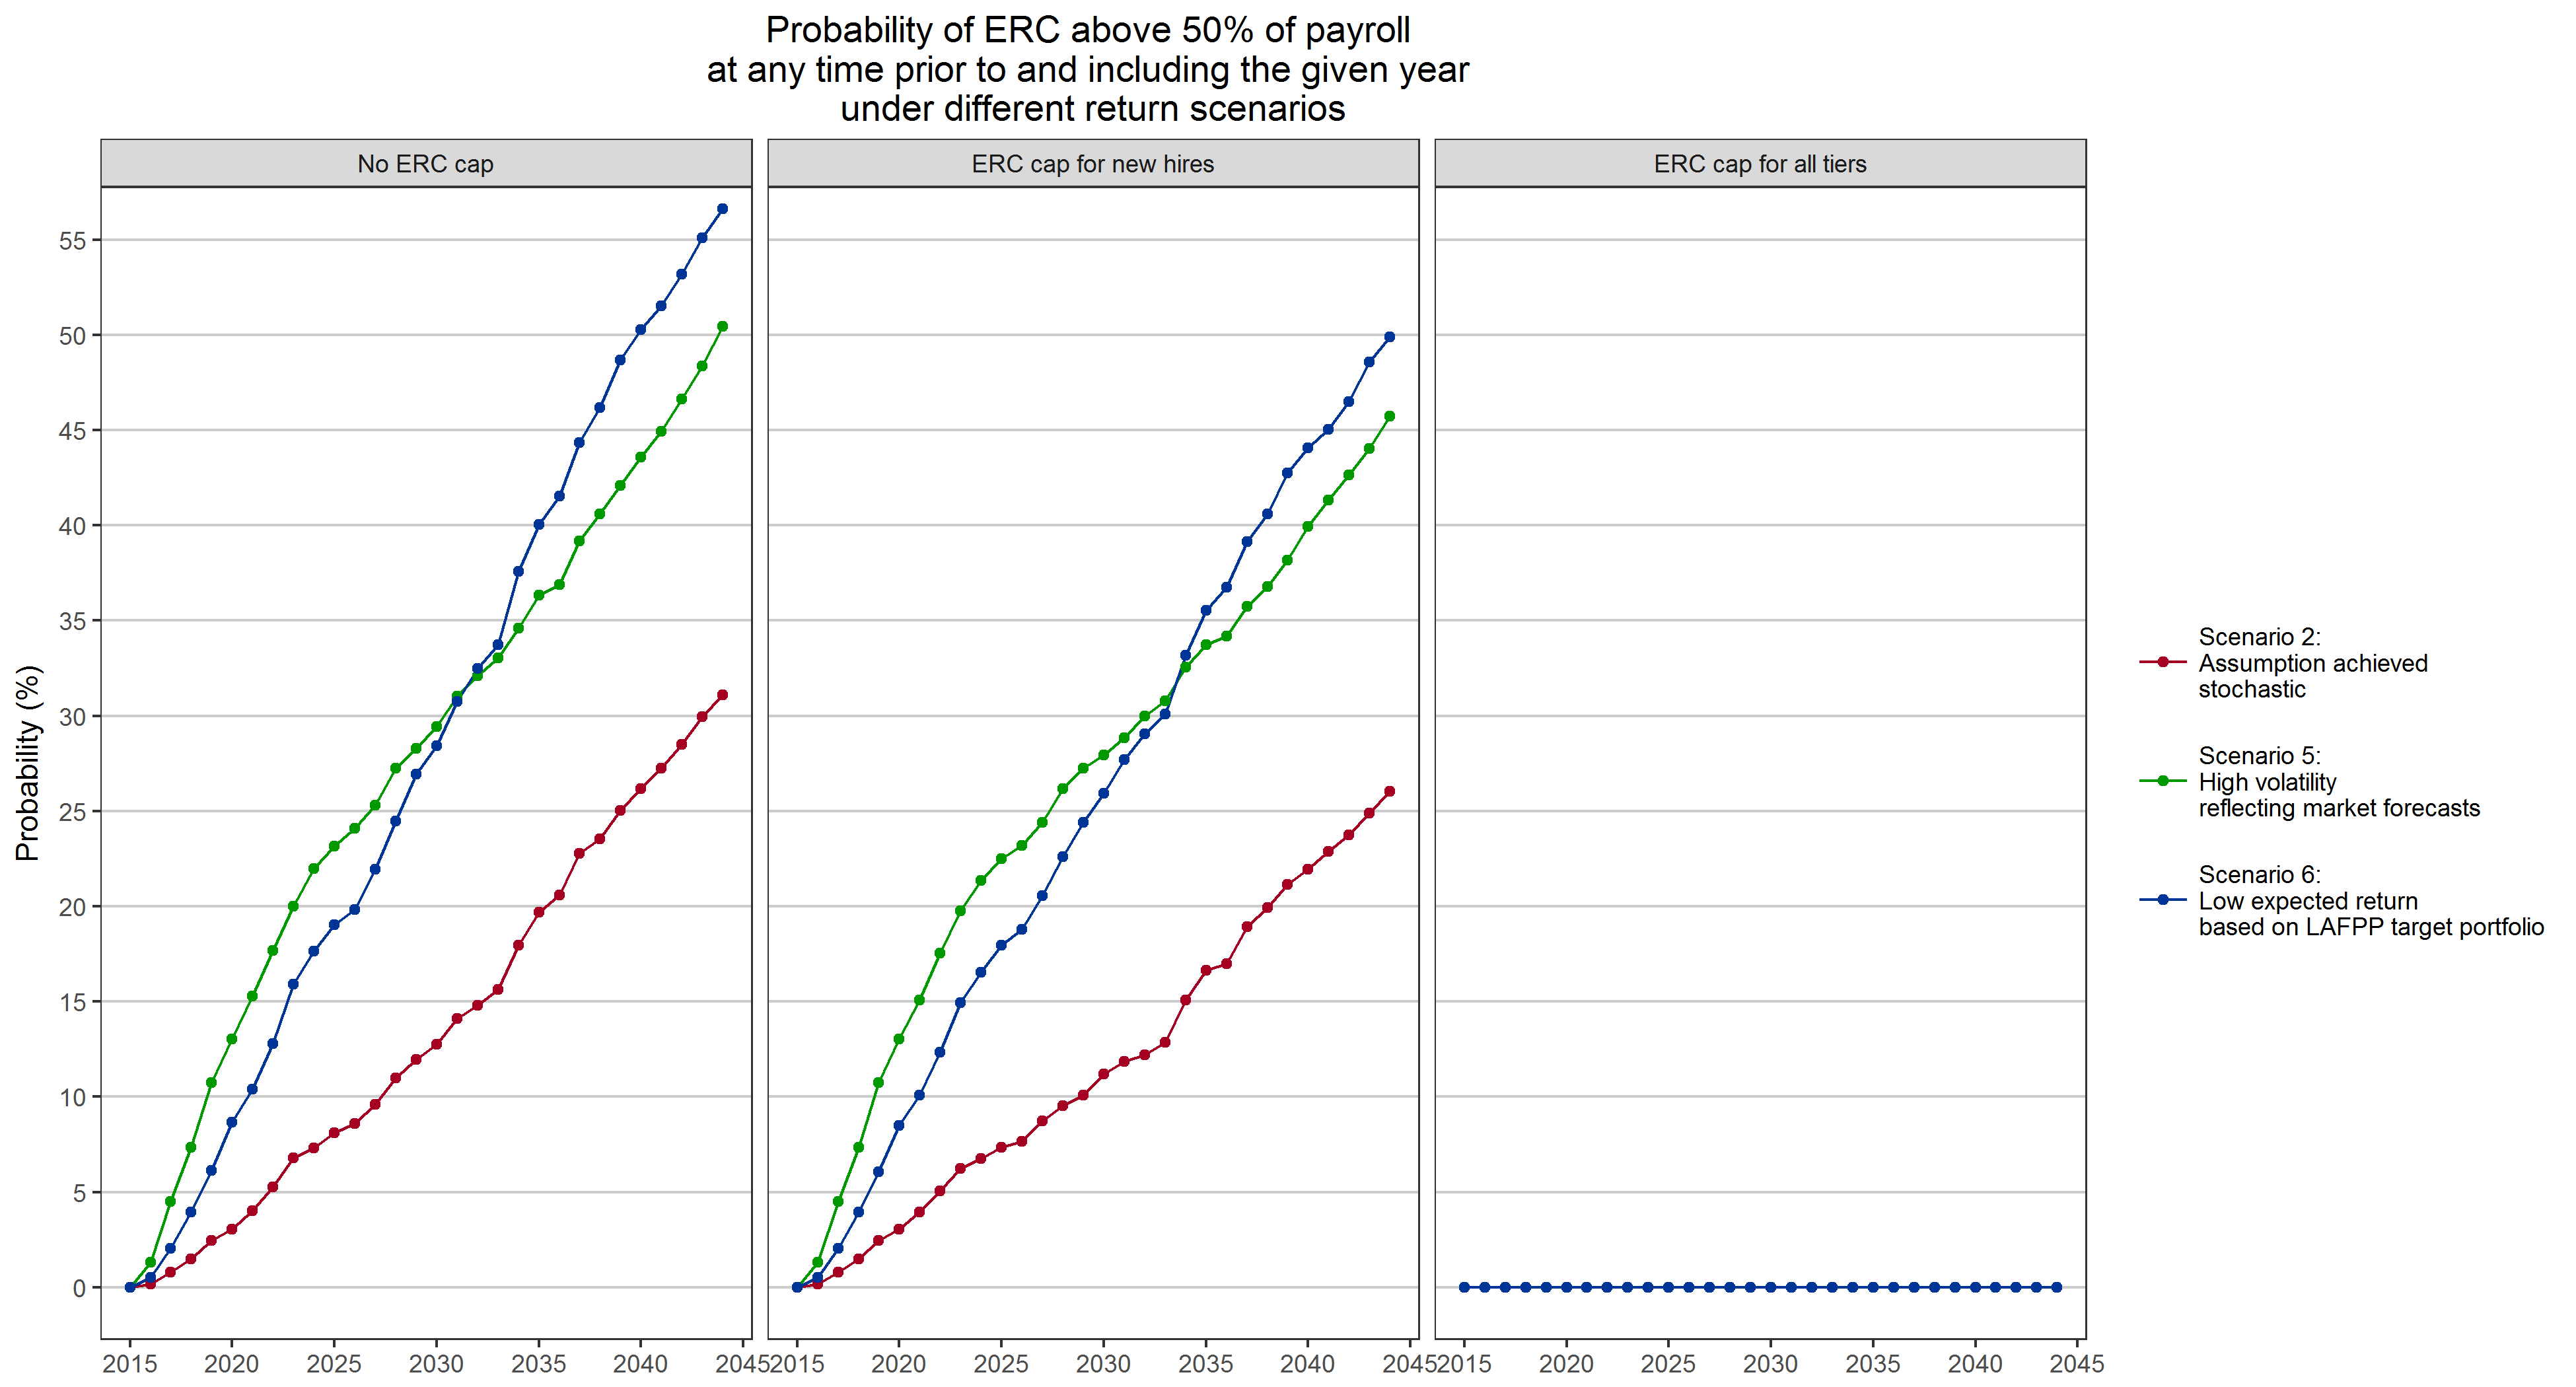 Probability of ERC above 50% of payroll
at any time prior to and including the given year
under different return scenarios
No ERC cap
ERC cap for new hires
ERC cap for all tiers
Probability (%)
55
50
45
40
35
30
25
20
15
10
5
0
2015 2020 2025 2030 2035 2040 2045
2015 2020 2025 2030 2035 2040 2045
2015 2020 2025 2030 2035 2040 2045
Scenario 2:
Assumption achieved
stochastic
Scenario 5:
High volatility
reflecting market forecasts
Scenario 6:
Low expected return
based on LAFPP target portfolio